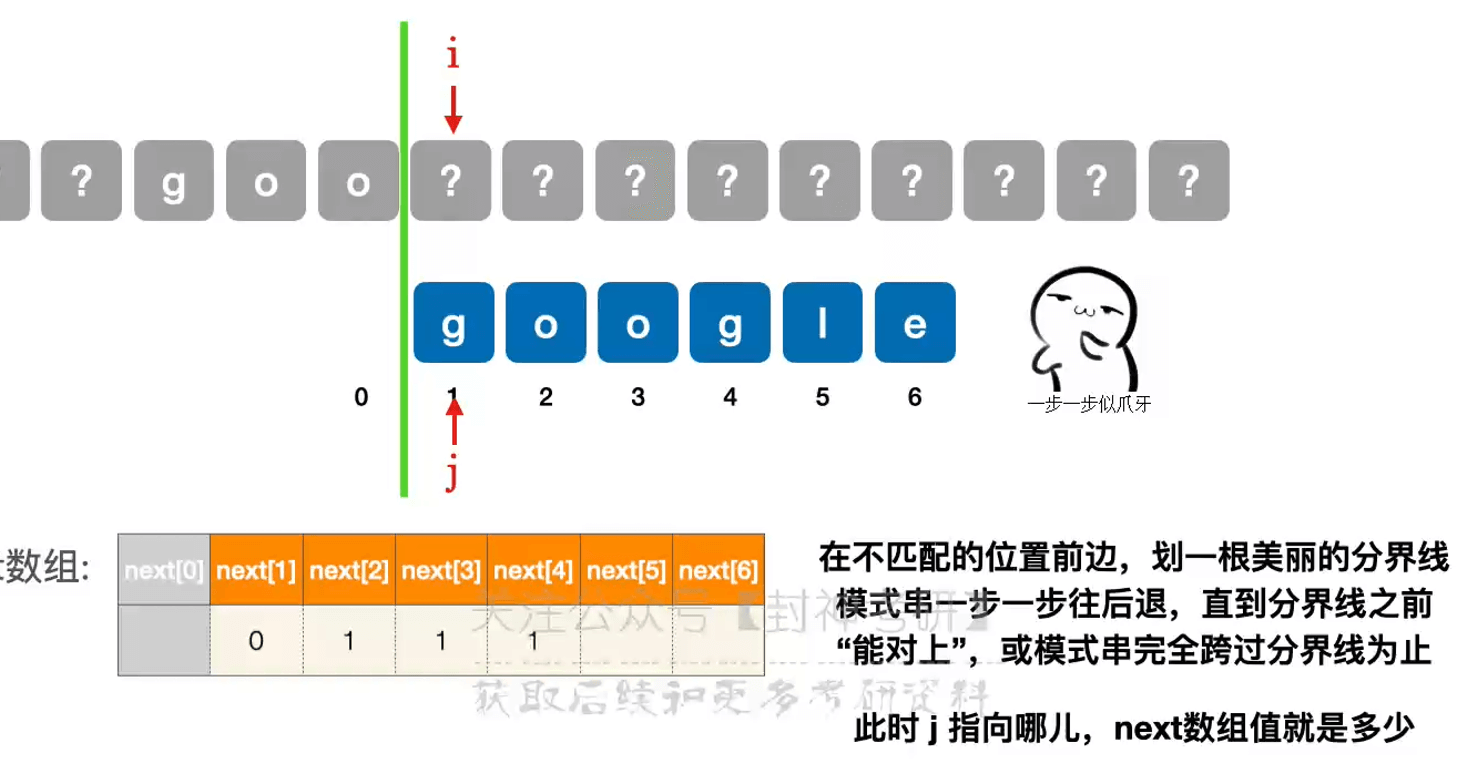 i
? g o o ? ? ? ? ? ? ? ? ?
g o o g l e
0 1 2 3 4 5 6
j
一步一步似爪牙
数组:
next[0] next[1] next[2] next[3] next[4] next[5] next[6]
0 1 1 1
在不匹配的位置前边，划一根美丽的分界线
模式串一步一步往后退，直到分界线之前
“能对上”，或模式串完全跨过分界线为止
此时 j 指向哪儿，next数组值就是多少
关注公众号【封神考研】
获取后续和更多考研资料